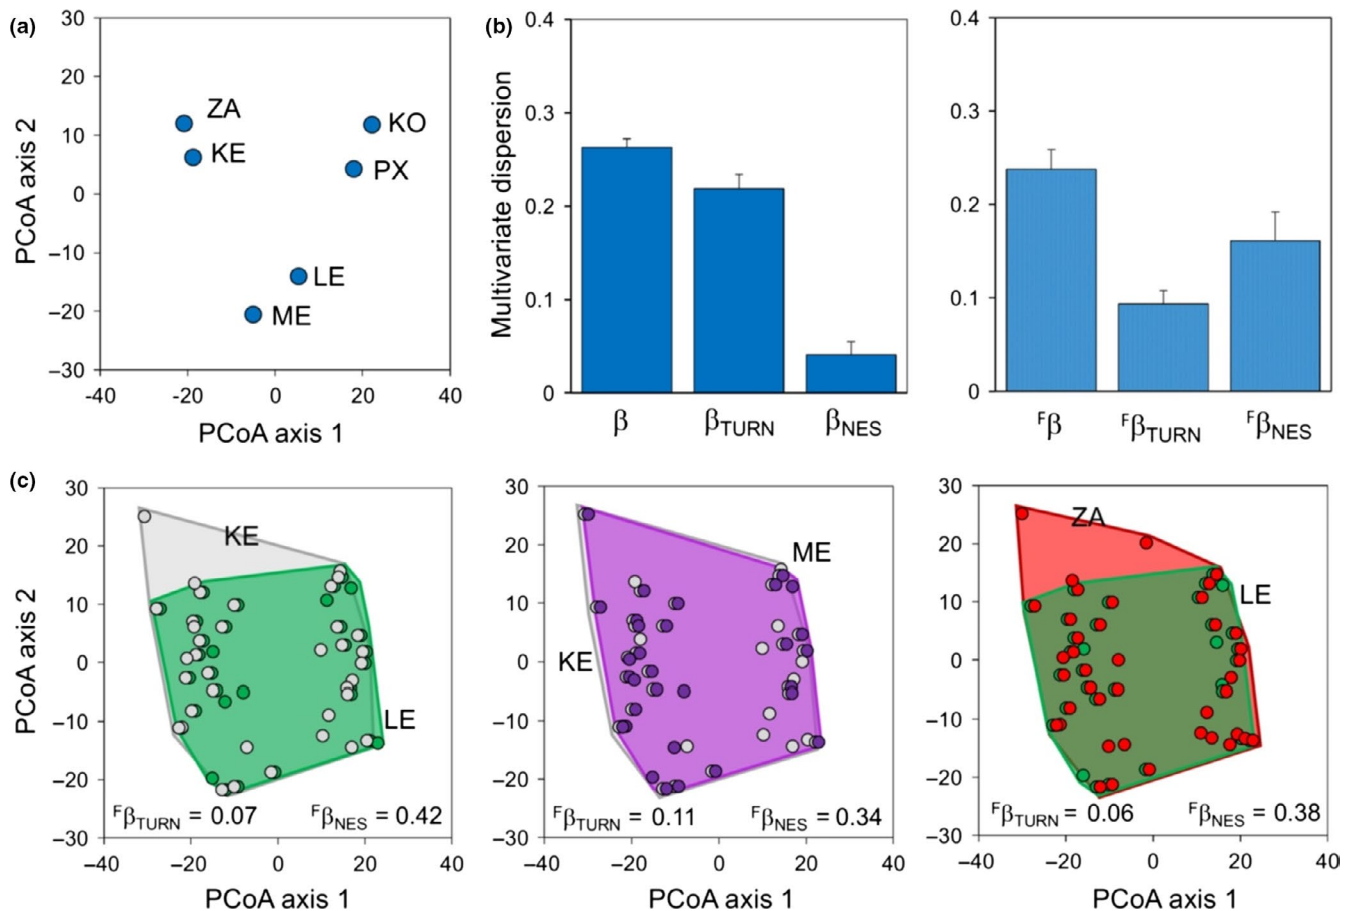 (a)
30
20
10
0
−10
−20
−30
-40
-20
0
20
40
PCoA axis 2
PCoA axis 1
ZA
KE
KO
PX
LE
ME
(b)
0.4
0.3
0.2
0.1
0
Multivariate dispersion
β
βTURN
βNES
0.4
0.3
0.2
0.1
0
Fβ
FβTURN
FβNES
(c)
30
20
10
0
−10
−20
−30
−40
−20
0
20
40
PCoA axis 2
PCoA axis 1
KE
LE
FβTURN = 0.07
FβNES = 0.42
30
20
10
0
−10
−20
−30
−40
−20
0
20
40
PCoA axis 1
ME
KE
FβTURN = 0.11
FβNES = 0.34
30
20
10
0
−10
−20
−30
−40
−20
0
20
40
PCoA axis 1
ZA
LE
FβTURN = 0.06
FβNES = 0.38